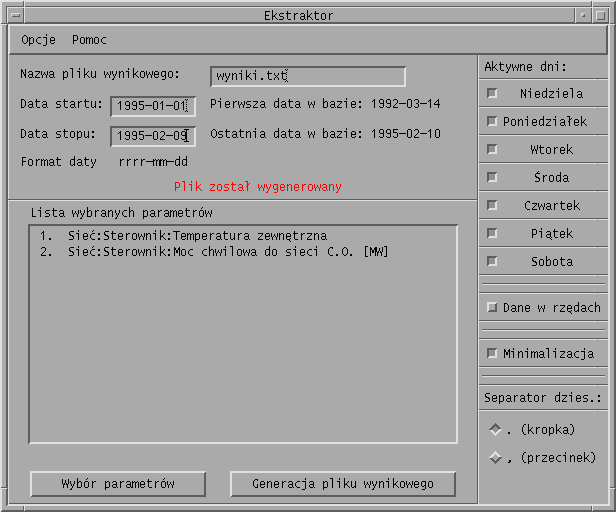 Ekstraktor
Opcje Pomoc
Nazwa pliku wynikowego: wyniki.txt
Data startu: 1995-01-01 Pierwsza data w bazie: 1992-03-14
Data stopu: 1995-02-09 Ostatnia data w bazie: 1995-02-10
Format daty rrrr-mm-dd
Plik został wygenerowany
Lista wybranych parametrów
1. Sieć:Sterownik:Temperatura zewnętrzna
2. Sieć:Sterownik:Moc chwilowa do sieci C.O. [MW]
Wybór parametrów
Generacja pliku wynikowego
Aktywne dni:
Niedziela
Poniedziałek
Wtorek
Środa
Czwartek
Piątek
Sobota
Dane w rzędach
Minimalizacja
Separator dzies.:
. (kropka)
, (przecinek)